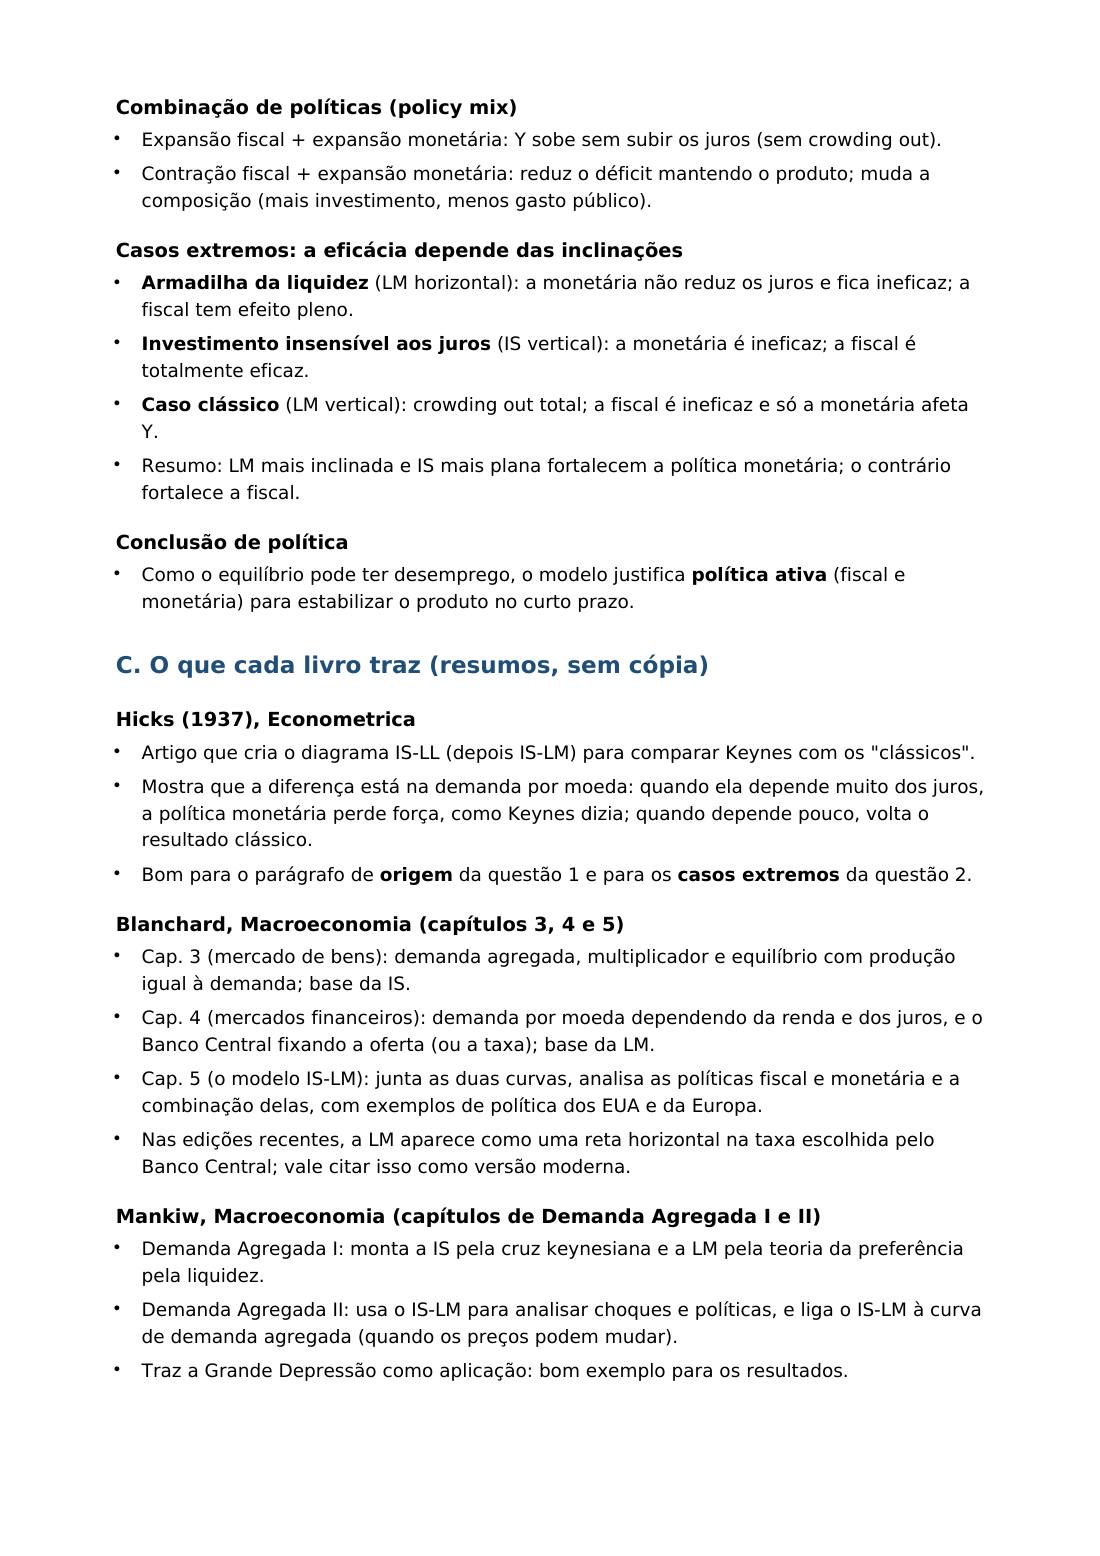 Combinação de políticas (policy mix)
• Expansão fiscal + expansão monetária: Y sobe sem subir os juros (sem crowding out).
• Contração fiscal + expansão monetária: reduz o déficit mantendo o produto; muda a
composição (mais investimento, menos gasto público).
Casos extremos: a eficácia depende das inclinações
• Armadilha da liquidez (LM horizontal): a monetária não reduz os juros e fica ineficaz; a
fiscal tem efeito pleno.
• Investimento insensível aos juros (IS vertical): a monetária é ineficaz; a fiscal é
totalmente eficaz.
• Caso clássico (LM vertical): crowding out total; a fiscal é ineficaz e só a monetária afeta
Y.
• Resumo: LM mais inclinada e IS mais plana fortalecem a política monetária; o contrário
fortalece a fiscal.
Conclusão de política
• Como o equilíbrio pode ter desemprego, o modelo justifica política ativa (fiscal e
monetária) para estabilizar o produto no curto prazo.
C. O que cada livro traz (resumos, sem cópia)
Hicks (1937), Econometrica
• Artigo que cria o diagrama IS-LL (depois IS-LM) para comparar Keynes com os "clássicos".
• Mostra que a diferença está na demanda por moeda: quando ela depende muito dos juros,
a política monetária perde força, como Keynes dizia; quando depende pouco, volta o
resultado clássico.
• Bom para o parágrafo de origem da questão 1 e para os casos extremos da questão 2.
Blanchard, Macroeconomia (capítulos 3, 4 e 5)
• Cap. 3 (mercado de bens): demanda agregada, multiplicador e equilíbrio com produção
igual à demanda; base da IS.
• Cap. 4 (mercados financeiros): demanda por moeda dependendo da renda e dos juros, e o
Banco Central fixando a oferta (ou a taxa); base da LM.
• Cap. 5 (o modelo IS-LM): junta as duas curvas, analisa as políticas fiscal e monetária e a
combinação delas, com exemplos de política dos EUA e da Europa.
• Nas edições recentes, a LM aparece como uma reta horizontal na taxa escolhida pelo
Banco Central; vale citar isso como versão moderna.
Mankiw, Macroeconomia (capítulos de Demanda Agregada I e II)
• Demanda Agregada I: monta a IS pela cruz keynesiana e a LM pela teoria da preferência
pela liquidez.
• Demanda Agregada II: usa o IS-LM para analisar choques e políticas, e liga o IS-LM à curva
de demanda agregada (quando os preços podem mudar).
• Traz a Grande Depressão como aplicação: bom exemplo para os resultados.